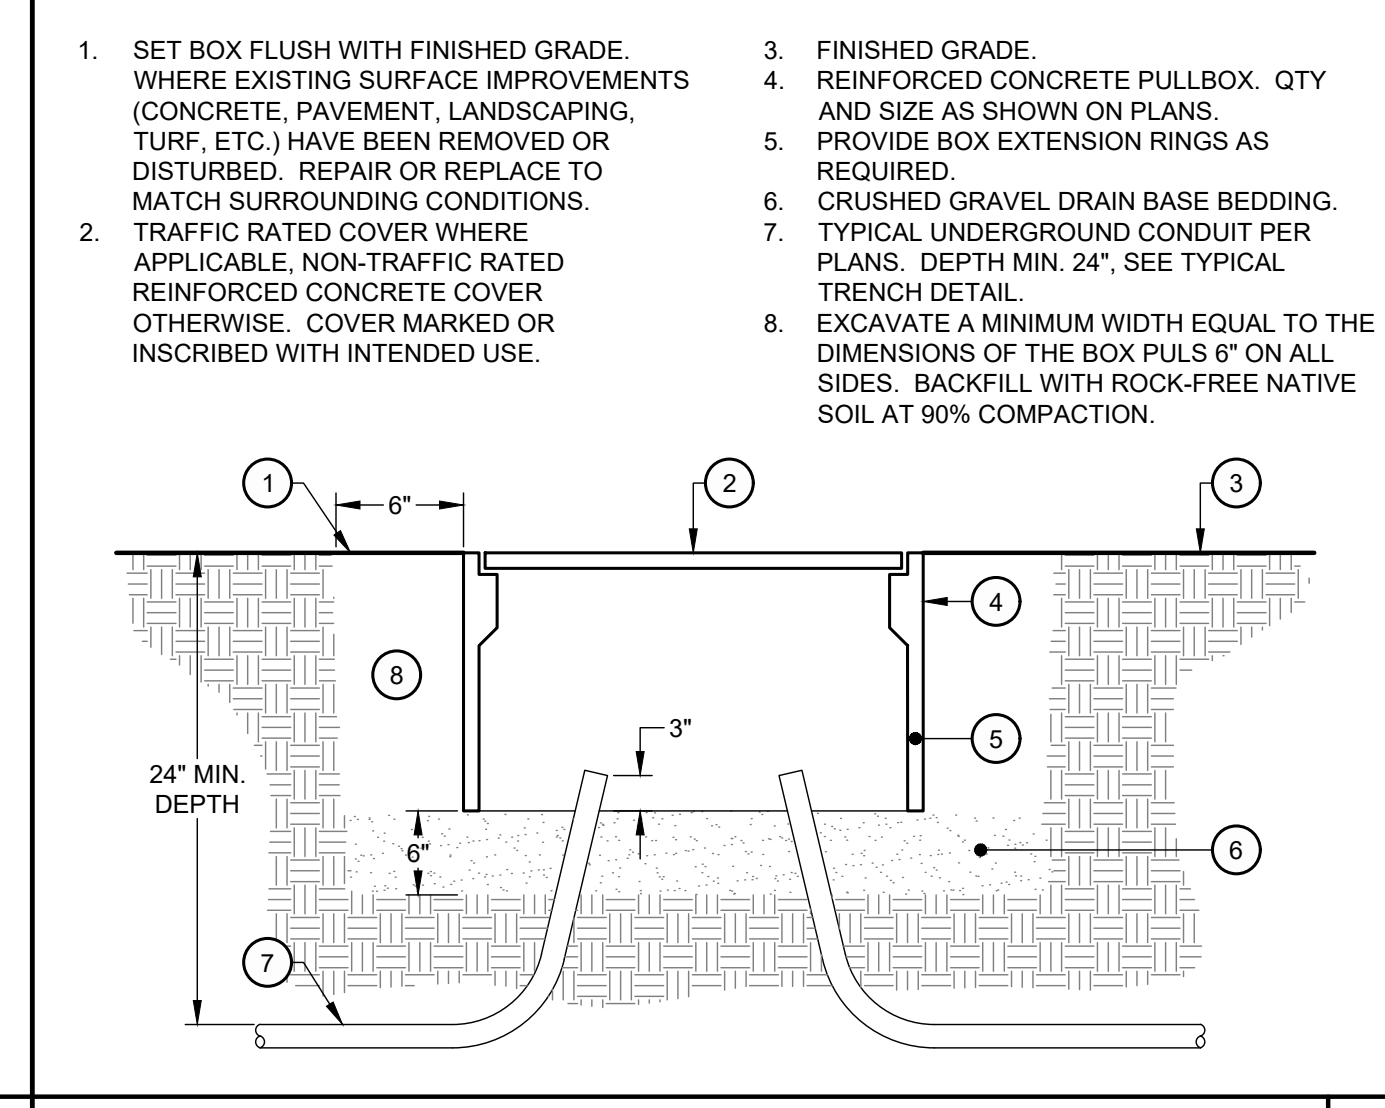 1. SET BOX FLUSH WITH FINISHED GRADE.
WHERE EXISTING SURFACE IMPROVEMENTS
(CONCRETE, PAVEMENT, LANDSCAPING,
TURF, ETC.) HAVE BEEN REMOVED OR
DISTURBED. REPAIR OR REPLACE TO
MATCH SURROUNDING CONDITIONS.
2. TRAFFIC RATED COVER WHERE
APPLICABLE, NON-TRAFFIC RATED
REINFORCED CONCRETE COVER
OTHERWISE. COVER MARKED OR
INSCRIBED WITH INTENDED USE.
3. FINISHED GRADE.
4. REINFORCED CONCRETE PULLBOX. QTY
AND SIZE AS SHOWN ON PLANS.
5. PROVIDE BOX EXTENSION RINGS AS
REQUIRED.
6. CRUSHED GRAVEL DRAIN BASE BEDDING.
7. TYPICAL UNDERGROUND CONDUIT PER
PLANS. DEPTH MIN. 24", SEE TYPICAL
TRENCH DETAIL.
8. EXCAVATE A MINIMUM WIDTH EQUAL TO THE
DIMENSIONS OF THE BOX PULS 6" ON ALL
SIDES. BACKFILL WITH ROCK-FREE NATIVE
SOIL AT 90% COMPACTION.
1
6"
2
3
4
8
3"
5
24" MIN.
DEPTH
6"
6
7